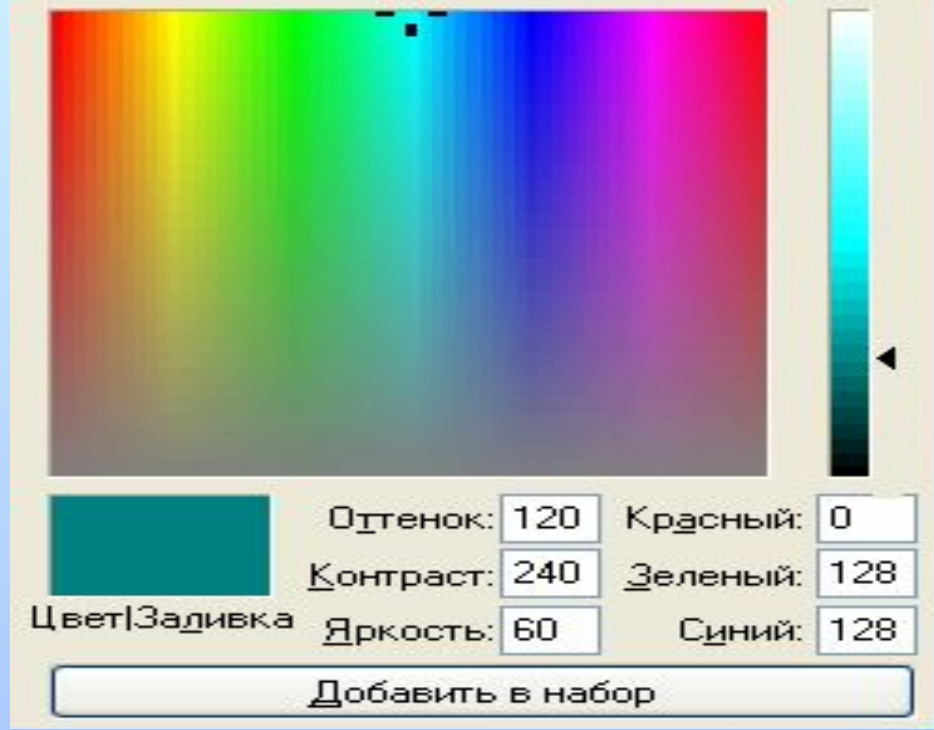 Оттенок: 120 Красный: 0
Контраст: 240 Зеленый: 128
Цвет|Заливка Яркость: 60 Синий: 128
Добавить в набор